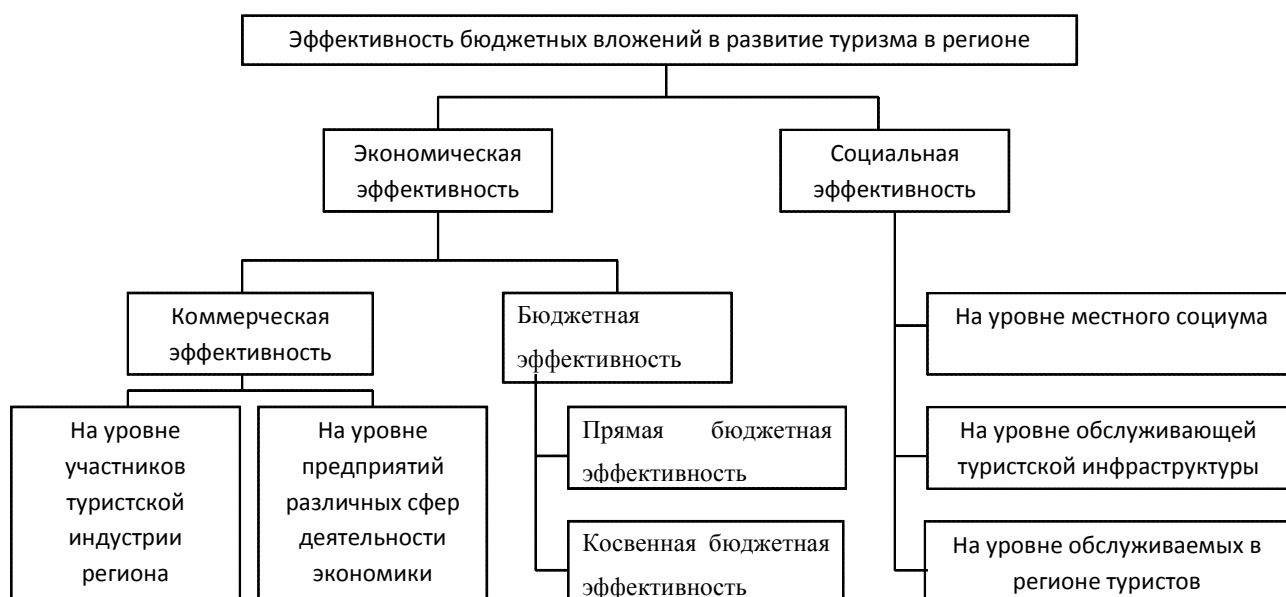 Эффективность бюджетных вложений в развитие туризма в регионе
Экономическая
эффективность
Социальная
эффективность
Коммерческая
эффективность
Бюджетная
эффективность
На уровне
участников
туристской
индустрии
региона
На уровне
предприятий
различных сфер
деятельности
экономики
Прямая бюджетная
эффективность
Косвенная бюджетная
эффективность
На уровне местного социума
На уровне обслуживающей
туристской инфраструктуры
На уровне обслуживаемых в
регионе туристов